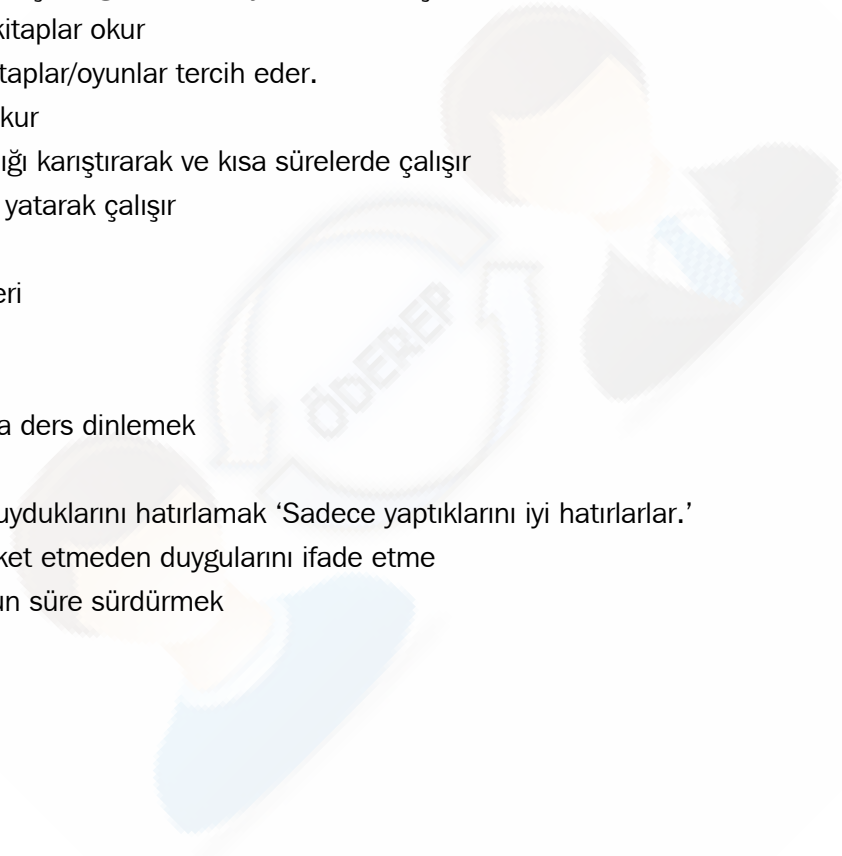 kitaplar okur
taplar/oyunlar tercih eder.
kur
ığı karıştırarak ve kısa sürelerde çalışır
yatarak çalışır
eri
ÖDEREP
a ders dinlemek
uyduklarını hatırlamak ‘Sadece yaptıklarını iyi hatırlarlar.’
ket etmeden duygularını ifade etme
un süre sürdürmek